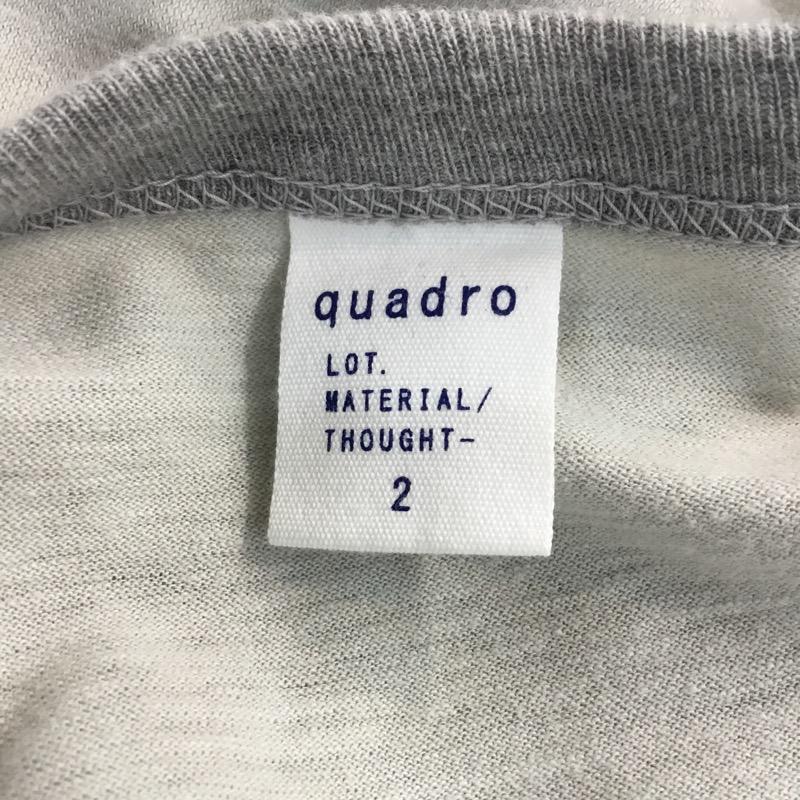 quadro
LOT.
MATERIAL/
THOUGHT-
2